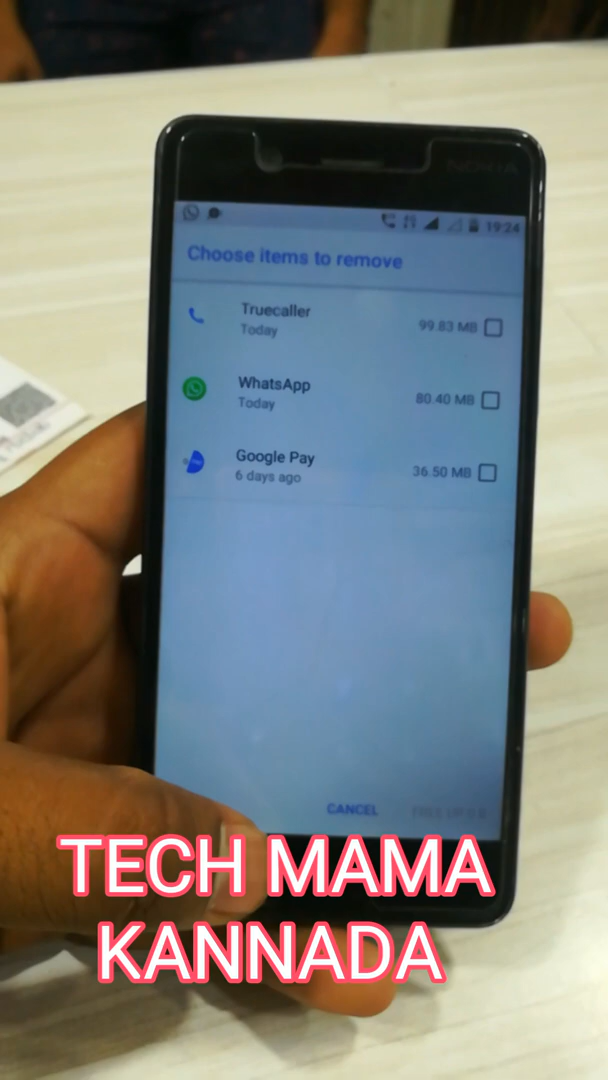 NOKIA
19:24
Choose items to remove
Truecaller
Today
99.83 MB
WhatsApp
Today
80.40 MB
Google Pay
6 days ago
36.50 MB
CANCEL
TECH MAMA
KANNADA